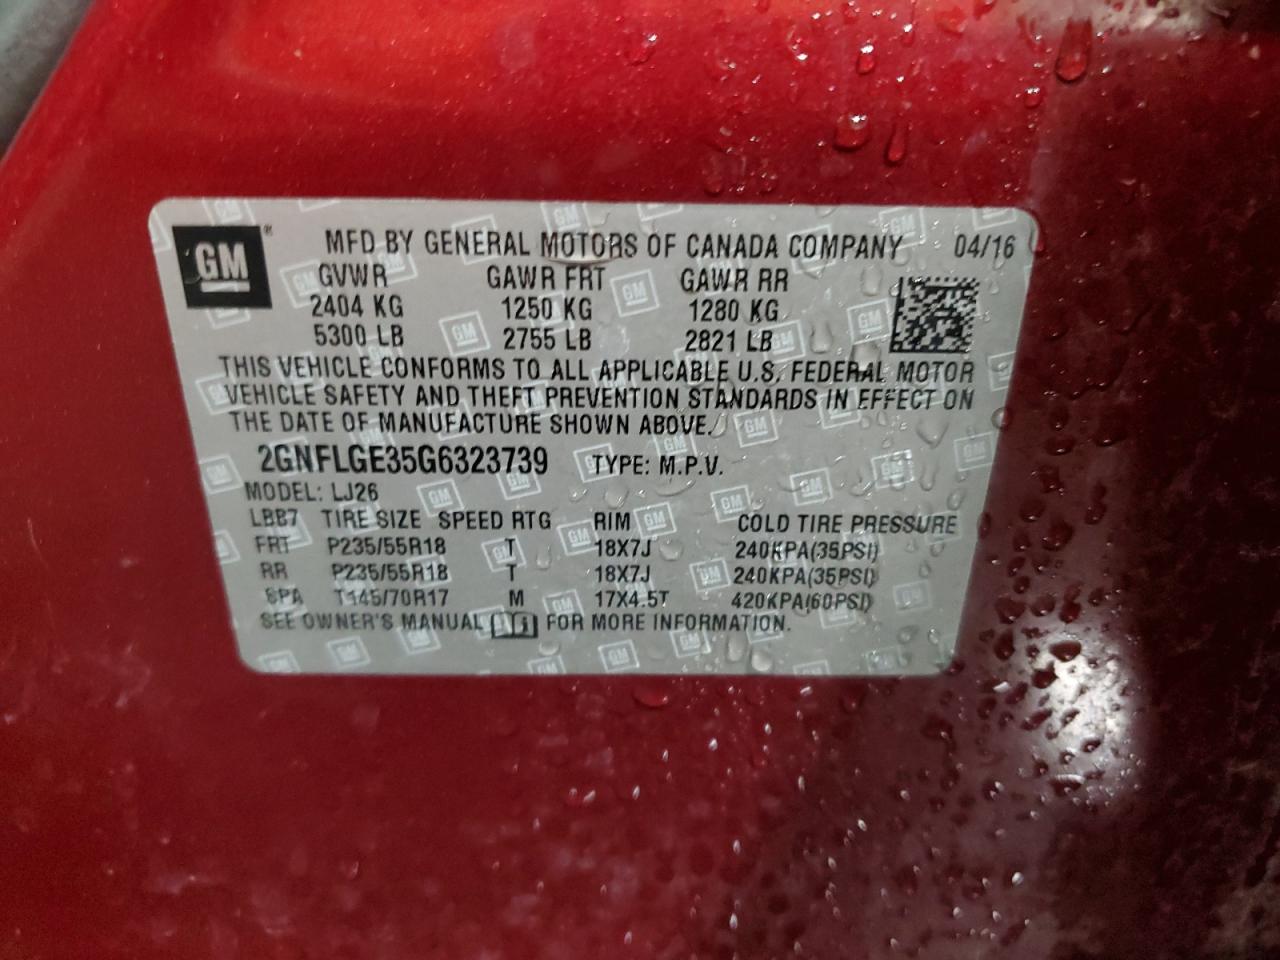 GM® MFD BY GENERAL MOTORS OF CANADA COMPANY 04/16
GVWR GAWR FRT GAWR RR
2404 KG 1250 KG 1280 KG
5300 LB 2755 LB 2821 LB
THIS VEHICLE CONFORMS TO ALL APPLICABLE U.S. FEDERAL MOTOR
VEHICLE SAFETY AND THEFT PREVENTION STANDARDS IN EFFECT ON
THE DATE OF MANUFACTURE SHOWN ABOVE.
2GNFLGE35G6323739 TYPE: M.P.V.
MODEL: LJ26
LBB7 TIRE SIZE SPEED RTG RIM COLD TIRE PRESSURE
FRT P235/55R18 T 18X7J 240KPA(35PSI)
RR P235/55R18 T 18X7J 240KPA(35PSI)
SPA T145/70R17 M 17X4.5T 420KPA(60PSI)
SEE OWNER'S MANUAL FOR MORE INFORMATION.